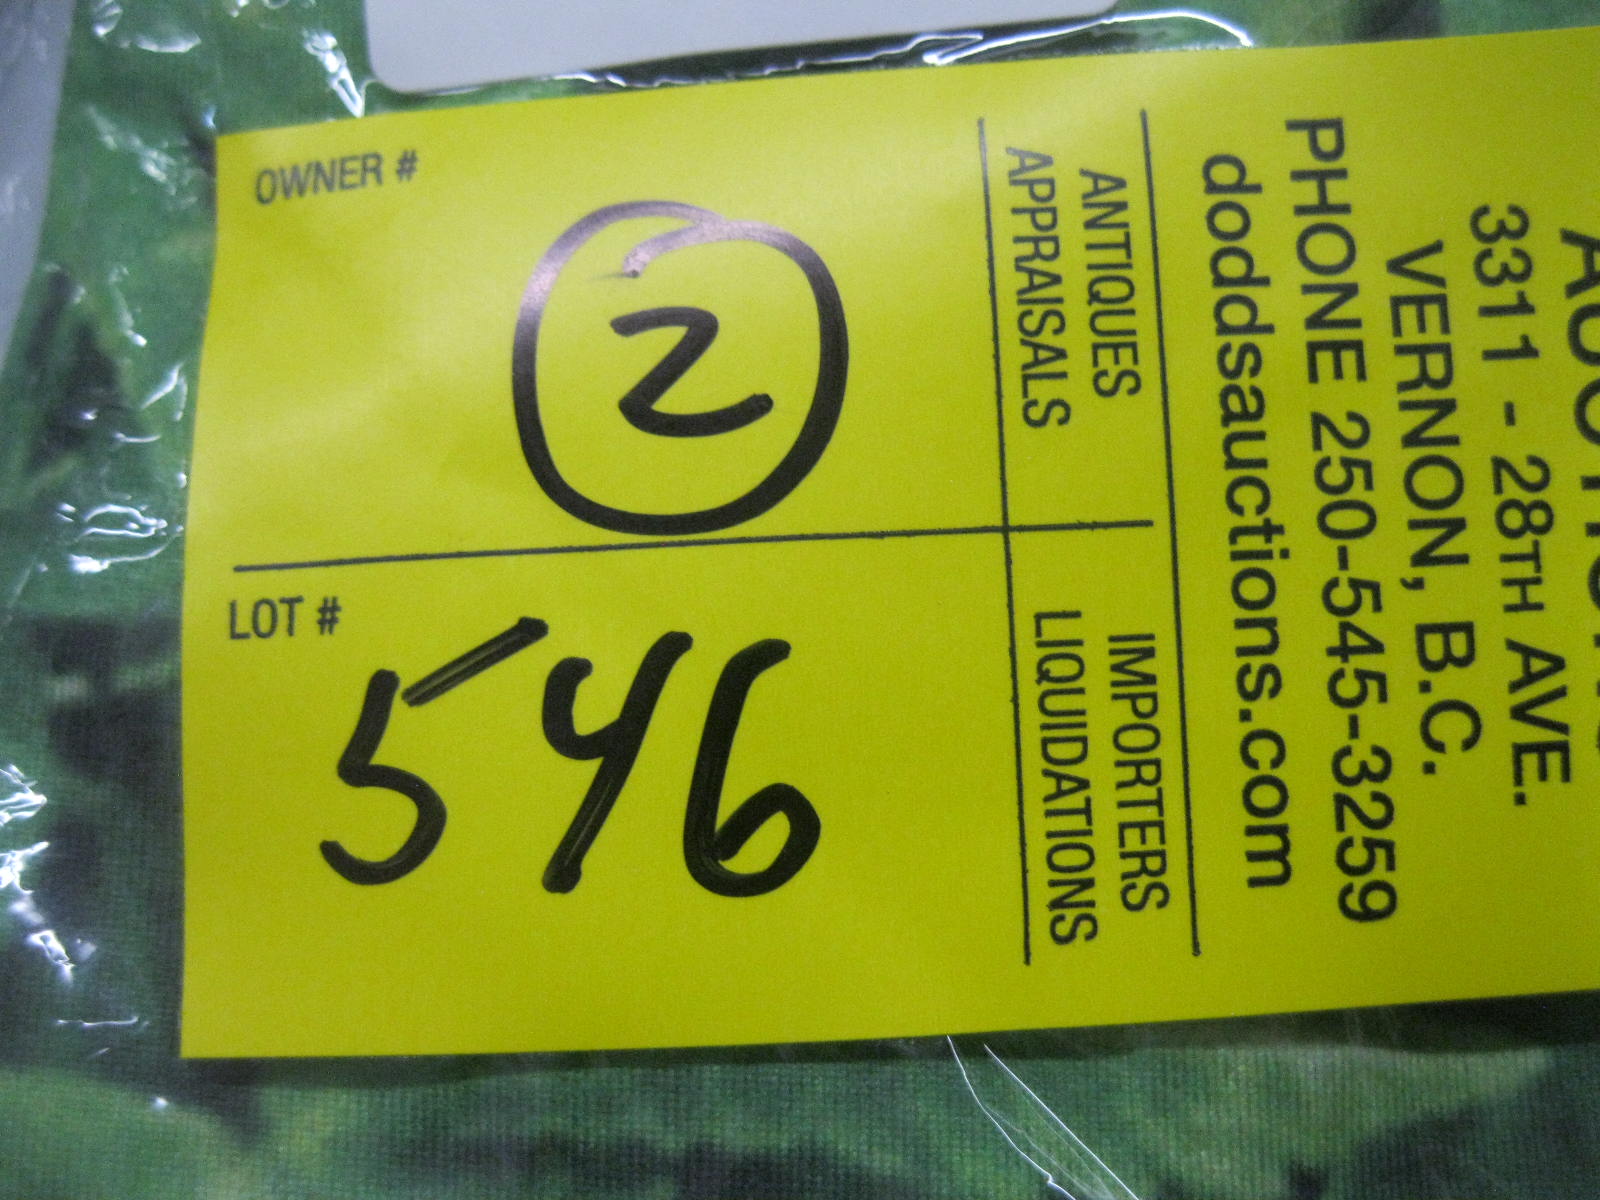 OWNER #
2
LOT #
546
3311 - 28TH AVE.
VERNON, B.C.
PHONE 250-545-3259
doddsauctions.com
ANTIQUES IMPORTERS
APPRAISALS LIQUIDATIONS